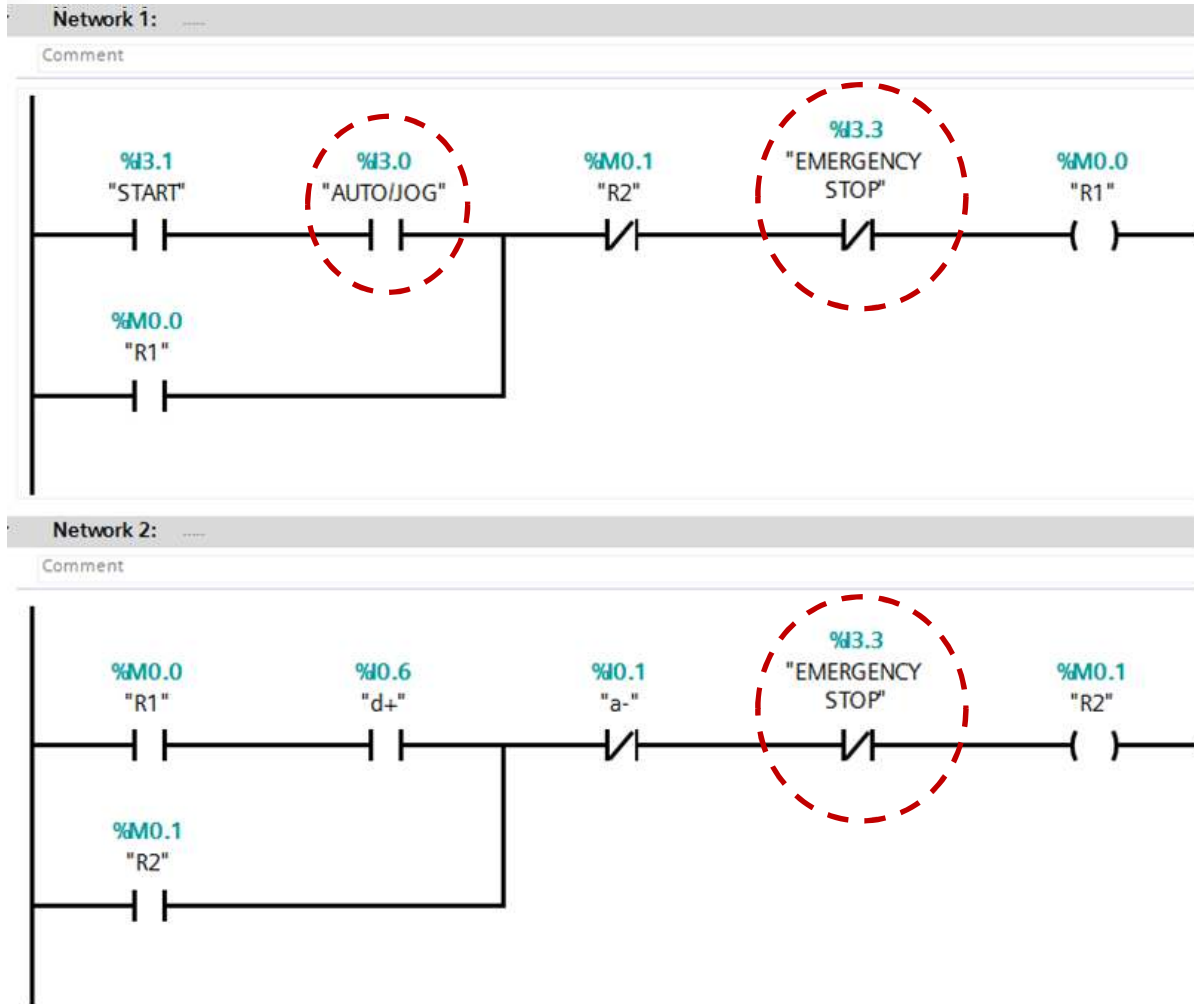 Network 1: .....
Comment
%I3.3
%I3.1 %I3.0 %M0.1 "EMERGENCY %M0.0
"START" "AUTO/JOG" "R2" STOP" "R1"
%M0.0
"R1"
Network 2: .....
Comment
%I3.3
%M0.0 %I0.6 %I0.1 "EMERGENCY %M0.1
"R1" "d+" "a-" STOP" "R2"
%M0.1
"R2"